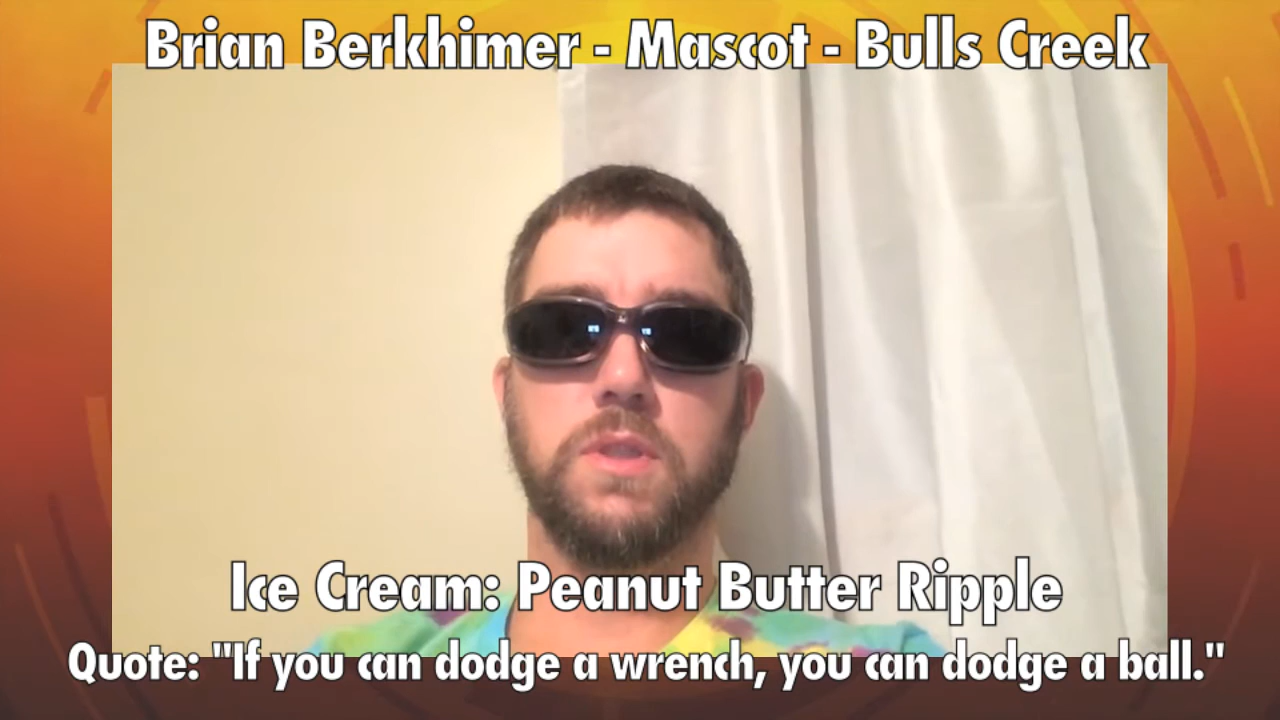 Brian Berkhimer - Mascot - Bulls Creek
Ice Cream: Peanut Butter Ripple
Quote: "If you can dodge a wrench, you can dodge a ball."